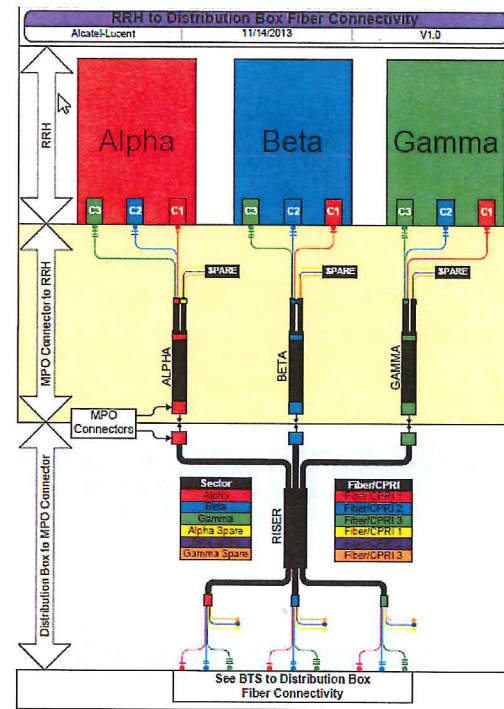 RRH to Distribution Box Fiber Connectivity
Alcatel-Lucent 11/14/2013 V1.0
RRH
Alpha
Beta
Gamma
C3 C2 C1
C3 C2 C1
C3 C2 C1
MPO Connector to RRH
SPARE
SPARE
SPARE
ALPHA
BETA
GAMMA
MPO
Connectors
Distribution Box to MPO Connector
Sector
Alpha
Beta
Gamma
Alpha Spare
Gamma Spare
RISER
Fiber/CPRI
Fiber/CPRI 1
Fiber/CPRI 2
Fiber/CPRI 3
Fiber/CPRI 1
Fiber/CPRI 3
See BTS to Distribution Box
Fiber Connectivity